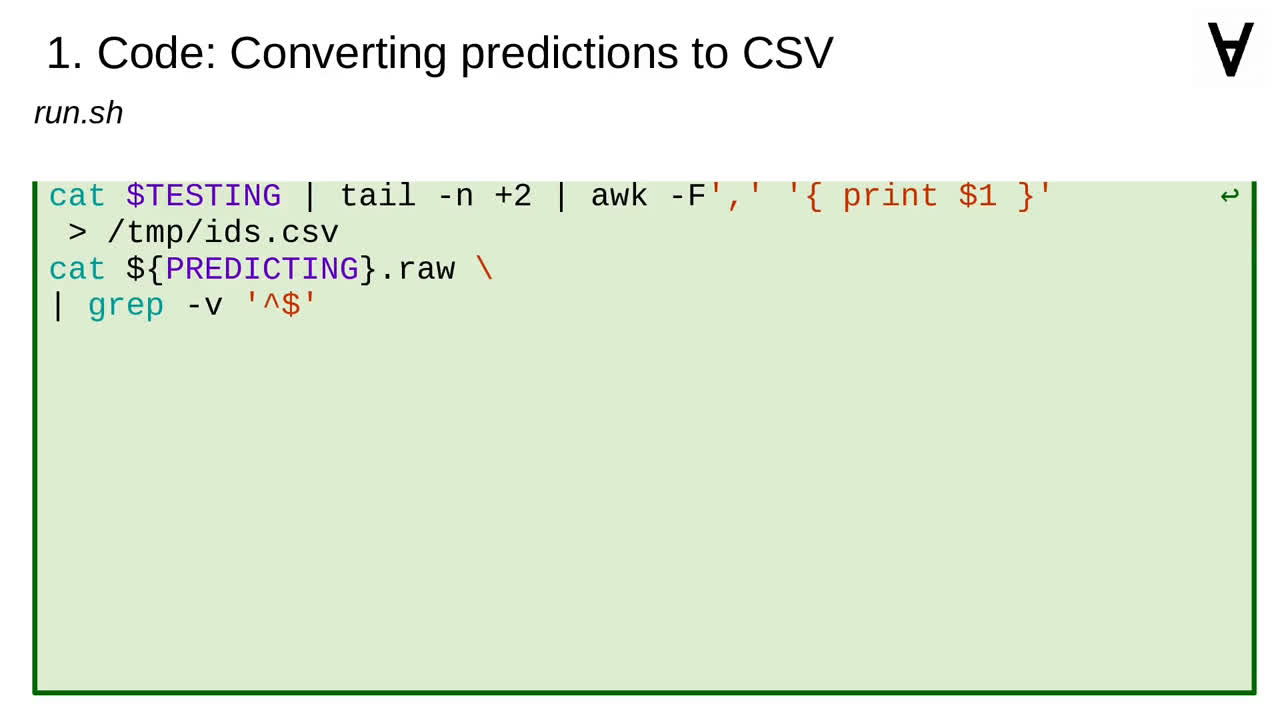 1. Code: Converting predictions to CSV
∀
run.sh
cat $TESTING | tail -n +2 | awk -F',' '{ print $1 }' ↩
 > /tmp/ids.csv
cat ${PREDICTING}.raw \
| grep -v '^$'